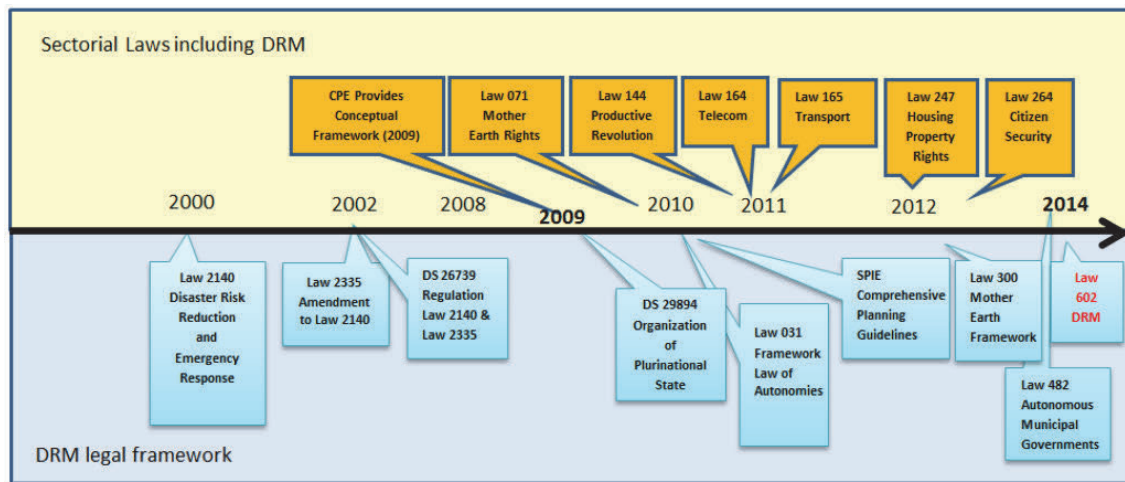 Sectorial Laws including DRM
CPE Provides
Conceptual
Framework (2009)
Law 071
Mother
Earth Rights
Law 144
Productive
Revolution
Law 164
Telecom
Law 165
Transport
Law 247
Housing
Property
Rights
Law 264
Citizen
Security
2000
2002
2008
2009
2010
2011
2012
2014
Law 2140
Disaster Risk
Reduction
and
Emergency
Response
Law 2335
Amendment
to Law 2140
DS 26739
Regulation
Law 2140 &
Law 2335
DS 29894
Organization
of
Plurinational
State
Law 031
Framework
Law of
Autonomies
SPIE
Comprehensive
Planning
Guidelines
Law 300
Mother
Earth
Framework
Law
602
DRM
Law 482
Autonomous
Municipal
Governments
DRM legal framework